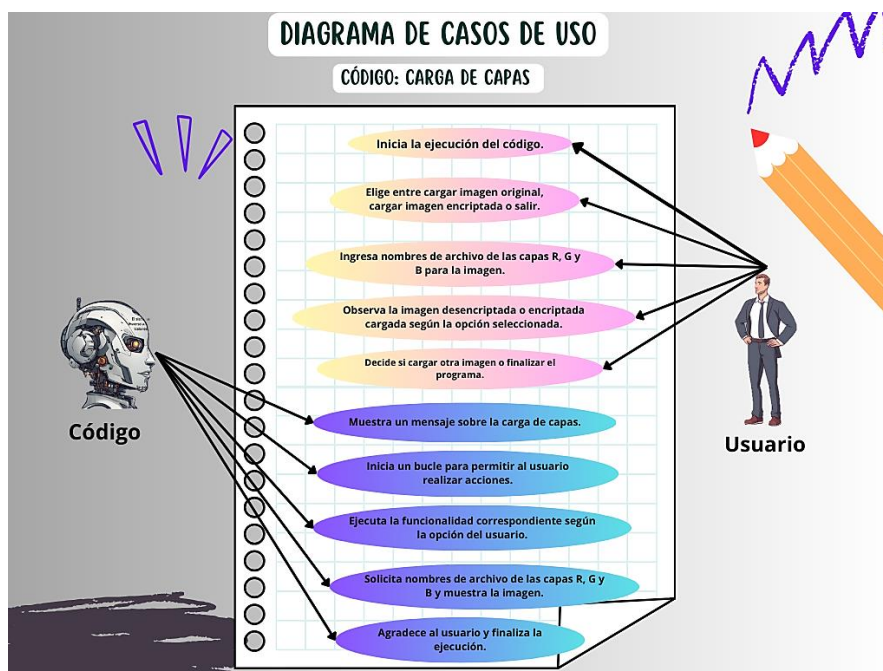 DIAGRAMA DE CASOS DE USO
CÓDIGO: CARGA DE CAPAS
Inicia la ejecución del código.
Elige entre cargar imagen original,
cargar imagen encriptada o salir.
Ingresa nombres de archivo de las capas R, G y
B para la imagen.
Observa la imagen desencriptada o encriptada
cargada según la opción seleccionada.
Decide si cargar otra imagen o finalizar el
programa.
Usuario
Código
Muestra un mensaje sobre la carga de capas.
Inicia un bucle para permitir al usuario
realizar acciones.
Ejecuta la funcionalidad correspondiente según
la opción del usuario.
Solicita nombres de archivo de las capas R, G y
B y muestra la imagen.
Agradece al usuario y finaliza la
ejecución.